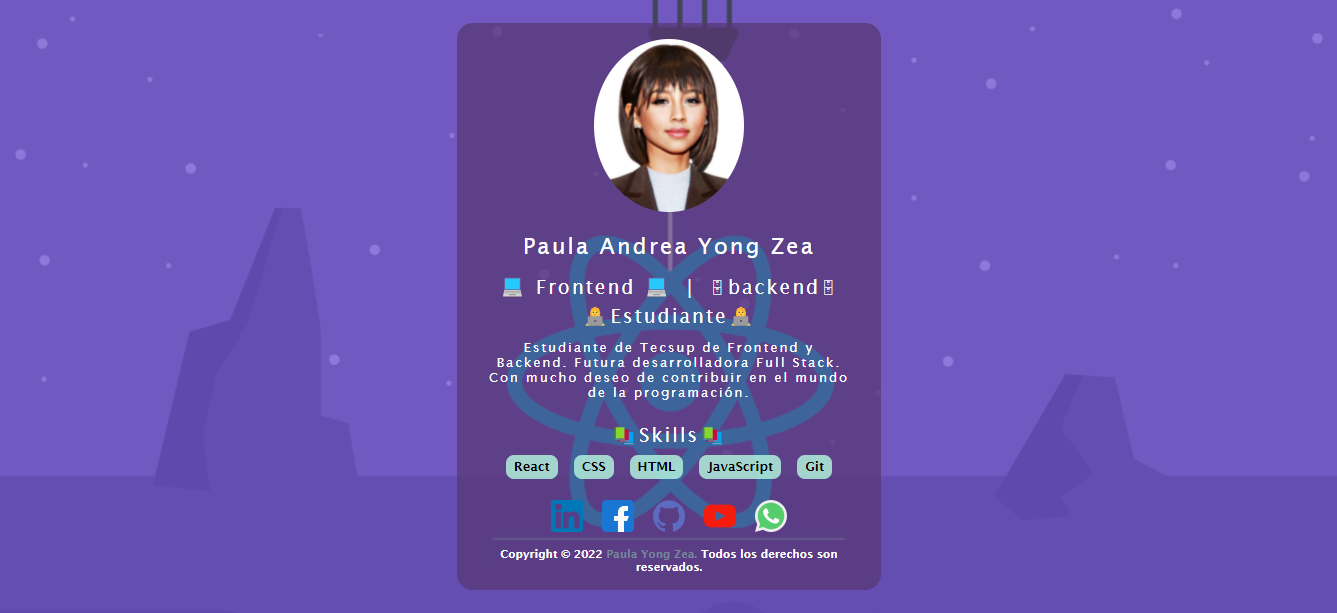 Paula Andrea Yong Zea
💻 Frontend 💻 | 🗄backend🗄
👩‍💻Estudiante👩‍💻
Estudiante de Tecsup de Frontend y
Backend. Futura desarrolladora Full Stack.
Con mucho deseo de contribuir en el mundo
de la programación.
Skills
React CSS HTML JavaScript Git
in f
Copyright © 2022 Paula Yong Zea. Todos los derechos son
reservados.